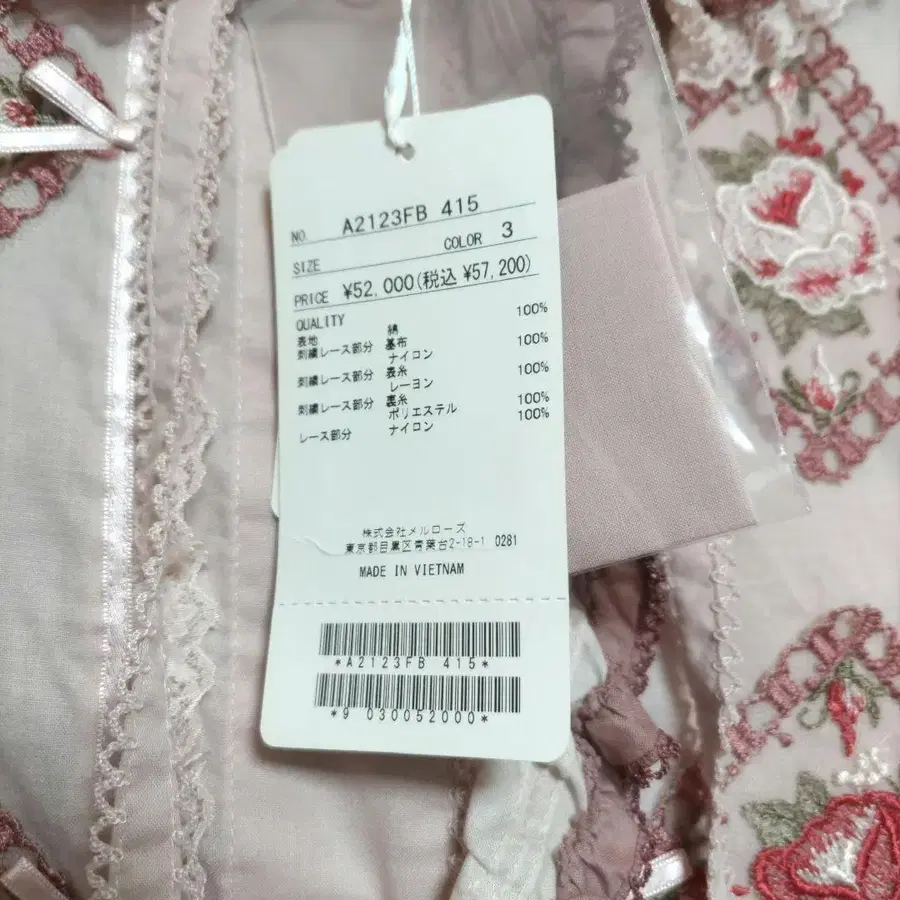 NO. A2123FB 415
SIZE COLOR 3
PRICE ¥52,000(税込 ¥57,200)
QUALITY
表地 綿 100%
刺繍レース部分 基布
ナイロン 100%
刺繍レース部分 表糸
レーヨン 100%
刺繍レース部分 裏糸
ポリエステル 100%
レース部分 ナイロン 100%
株式会社メルローズ
東京都目黒区青葉台2-18-1 0281
MADE IN VIETNAM
*A2123FB 415*
*9 030052000*